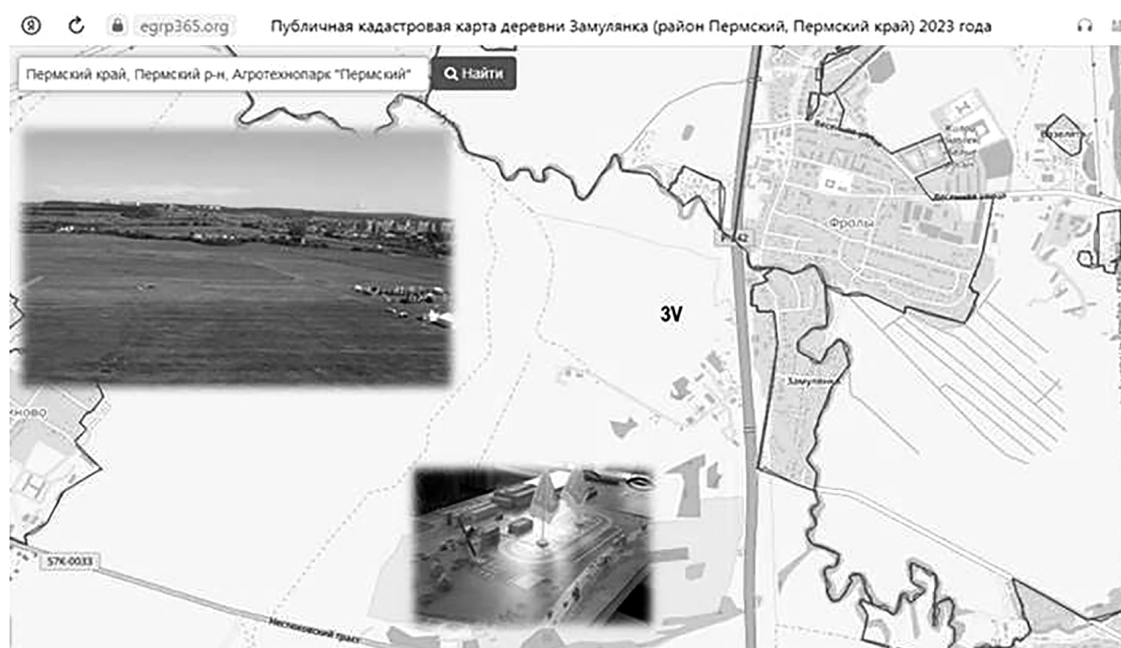 egrp365.org
Публичная кадастровая карта деревни Замулянка (район Пермский, Пермский край) 2023 года
Пермский край, Пермский р-н, Агротехнопарк "Пермский"
Найти
Фролы
3V
Замулянка
57К-0033